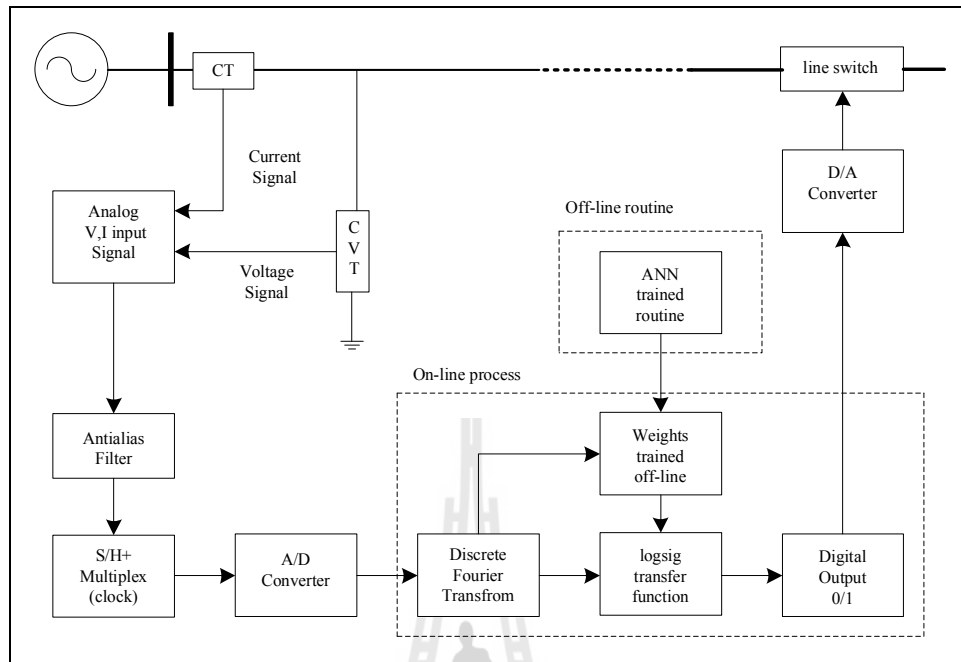 CT
line switch
Current
Signal
D/A
Converter
Analog
V,I input
Signal
C
V
T
Off-line routine
Voltage
Signal
ANN
trained
routine
On-line process
Antialias
Filter
Weights
trained
off-line
S/H+
Multiplex
(clock)
A/D
Converter
Discrete
Fourier
Transfrom
logsig
transfer
function
Digital
Output
0/1